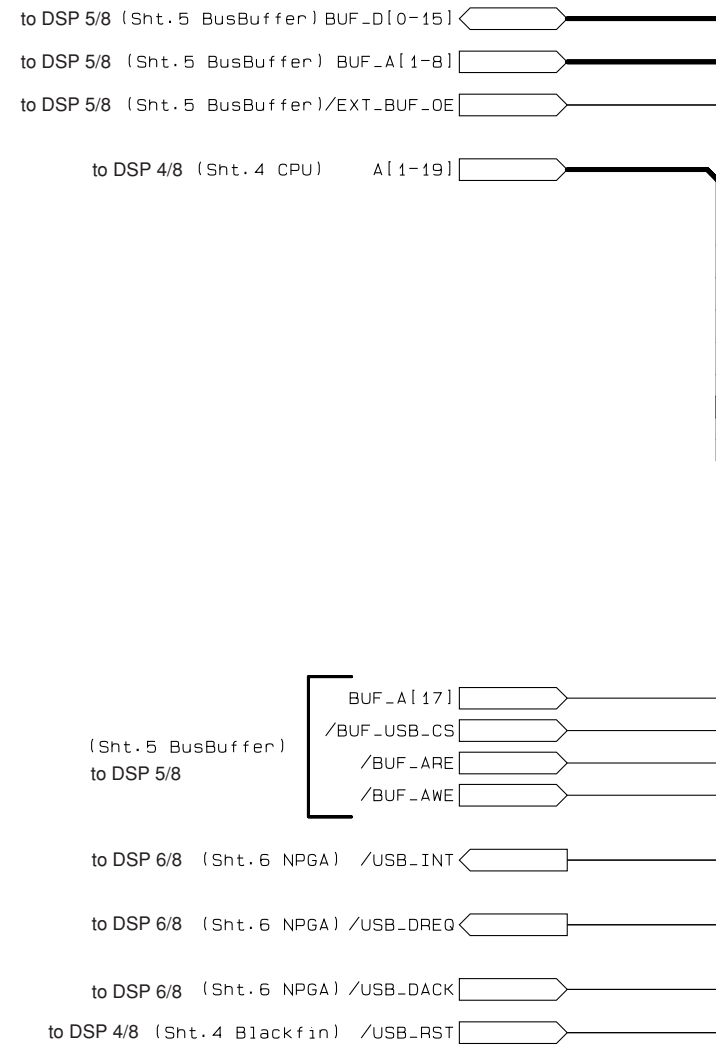 to DSP 5/8 (Sht.5 BusBuffer) BUF_D[0-15]
to DSP 5/8 (Sht.5 BusBuffer) BUF_A[1-8]
to DSP 5/8 (Sht.5 BusBuffer)/EXT_BUF_OE
to DSP 4/8 (Sht.4 CPU) A[1-19]
BUF_A[17]
/BUF_USB_CS
(Sht.5 BusBuffer)
/BUF_ARE
to DSP 5/8
/BUF_AWE
to DSP 6/8 (Sht.6 NPGA) /USB_INT
to DSP 6/8 (Sht.6 NPGA) /USB_DREQ
to DSP 6/8 (Sht.6 NPGA) /USB_DACK
to DSP 4/8 (Sht.4 Blackfin) /USB_RST